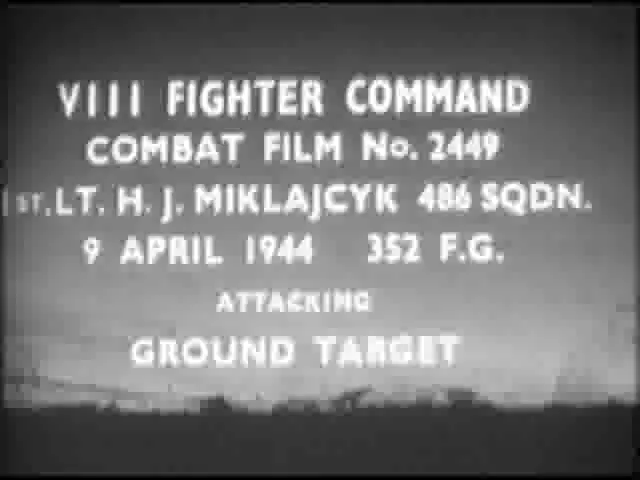 VIII FIGHTER COMMAND
COMBAT FILM No. 2449
1ST. LT. H. J. MIKLAJCYK 486 SQDN.
9 APRIL 1944 352 F.G.
ATTACKING
GROUND TARGET